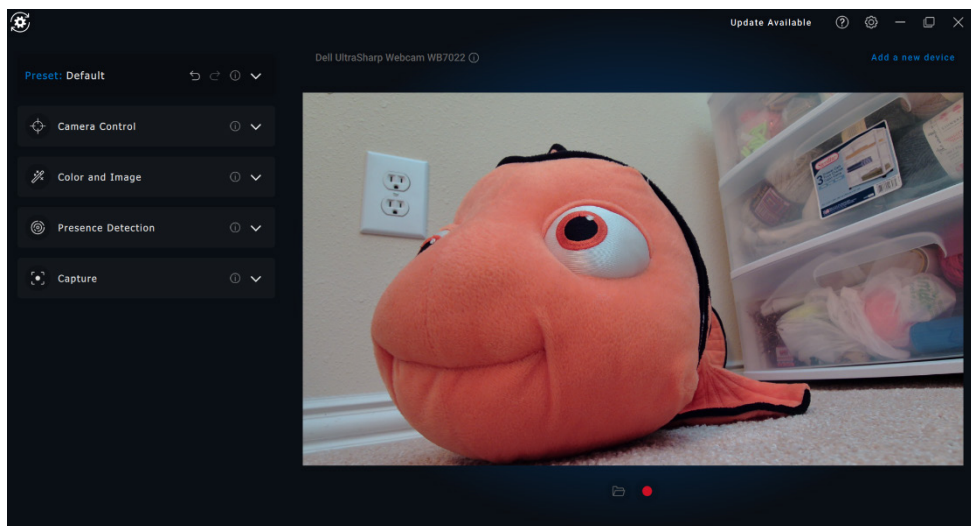 Update Available
Dell UltraSharp Webcam WB7022
Add a new device
Preset: Default
Camera Control
Color and Image
Presence Detection
Capture
3